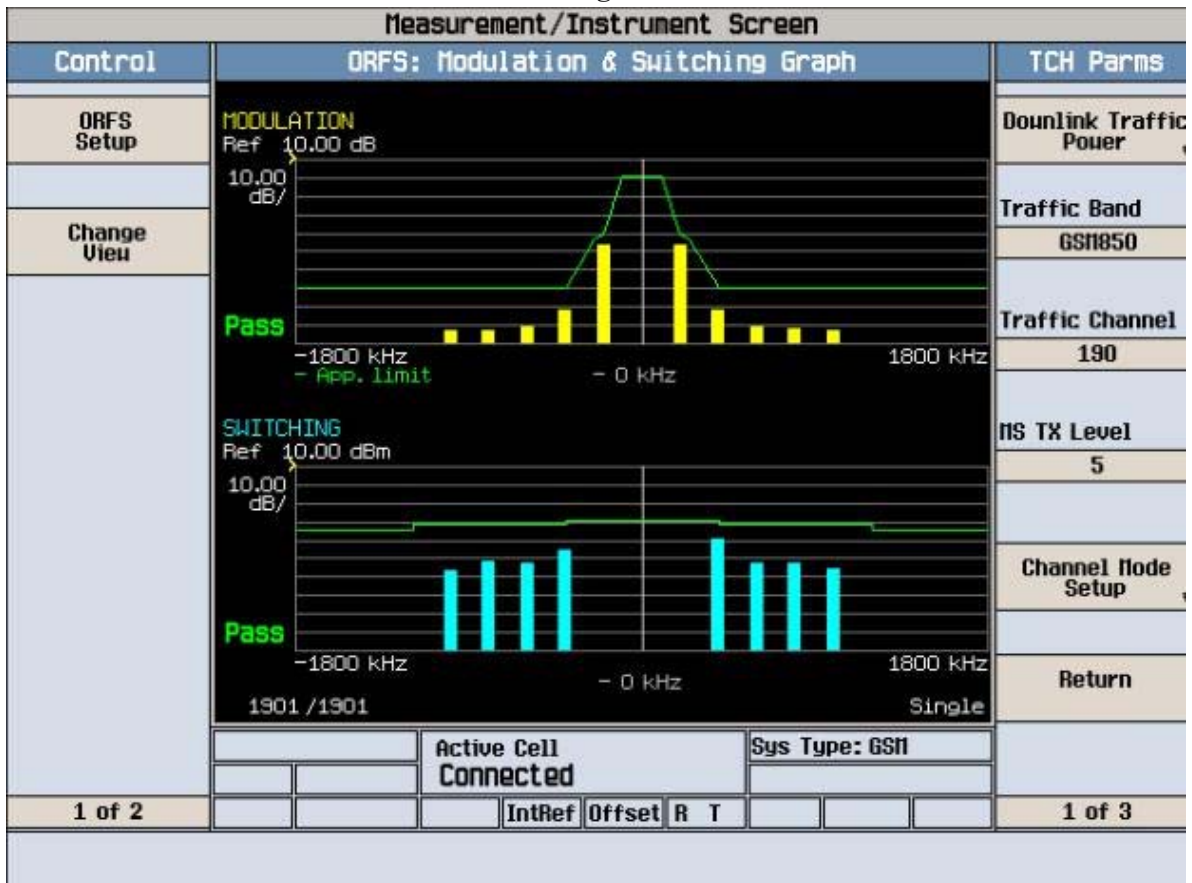 Measurement/Instrument Screen
Control
ORFS: Modulation & Switching Graph
TCH Parms
ORFS
Setup
Change
View
1 of 2
MODULATION
Ref 10.00 dB
10.00
dB/
Pass
-1800 kHz
1800 kHz
- App. limit
- 0 kHz
SWITCHING
Ref 10.00 dBm
10.00
dB/
Pass
-1800 kHz
1800 kHz
- 0 kHz
1901/1901
Single
Active Cell
Connected
Sys Type: GSM
IntRef
Offset
R T
Downlink Traffic
Power
Traffic Band
GSM850
Traffic Channel
190
MS TX Level
5
Channel Mode
Setup
Return
1 of 3